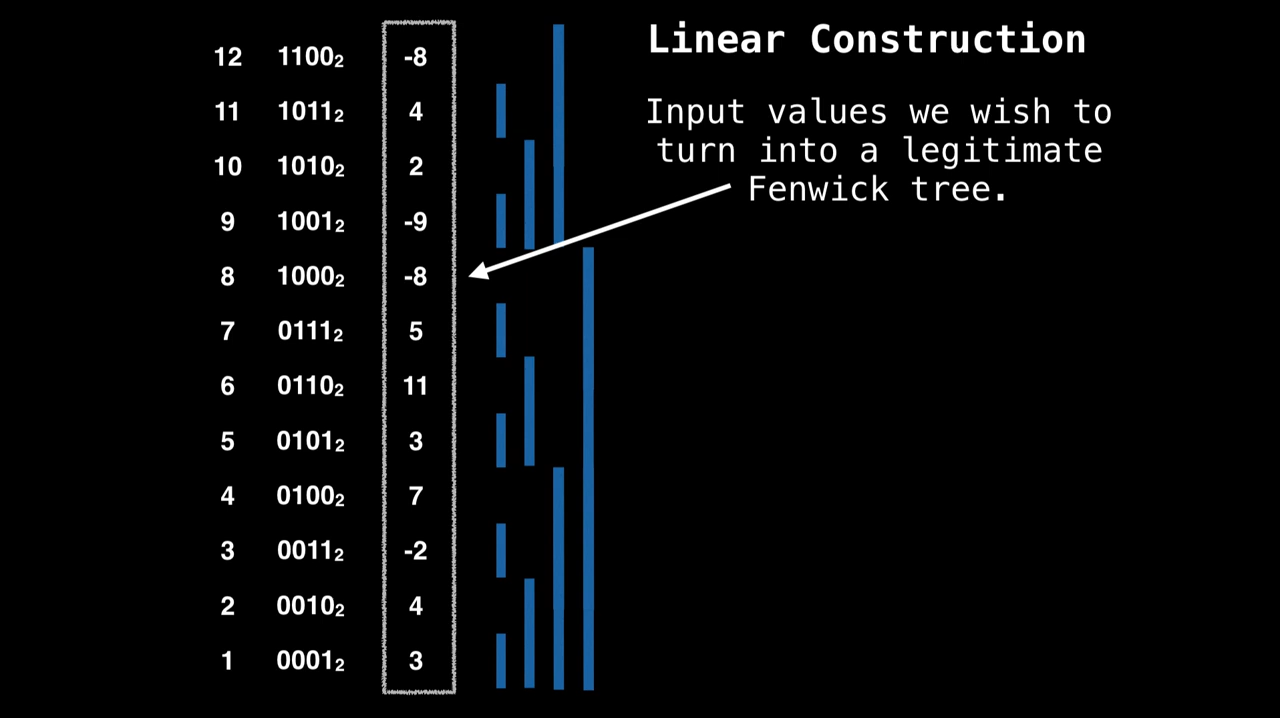 Linear Construction
Input values we wish to
turn into a legitimate
Fenwick tree.
12 1100₂ -8
11 1011₂ 4
10 1010₂ 2
9 1001₂ -9
8 1000₂ -8
7 0111₂ 5
6 0110₂ 11
5 0101₂ 3
4 0100₂ 7
3 0011₂ -2
2 0010₂ 4
1 0001₂ 3